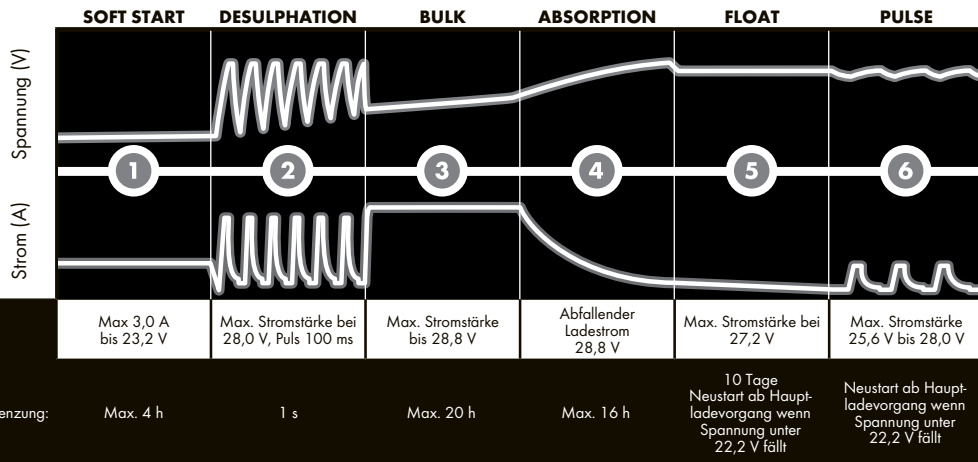 SOFT START
DESULPHATION
BULK
ABSORPTION
FLOAT
PULSE
Spannung (V)
1
2
3
4
5
6
Strom (A)
Max 3,0 A
bis 23,2 V
Max. Stromstärke bei
28,0 V, Puls 100 ms
Max. Stromstärke
bis 28,8 V
Abfallender
Ladestrom
28,8 V
Max. Stromstärke bei
27,2 V
Max. Stromstärke
25,6 V bis 28,0 V
enzung:
Max. 4 h
1 s
Max. 20 h
Max. 16 h
10 Tage
Neustart ab Haupt-
ladevorgang wenn
Spannung unter
22,2 V fällt
Neustart ab Haupt-
ladevorgang wenn
Spannung unter
22,2 V fällt